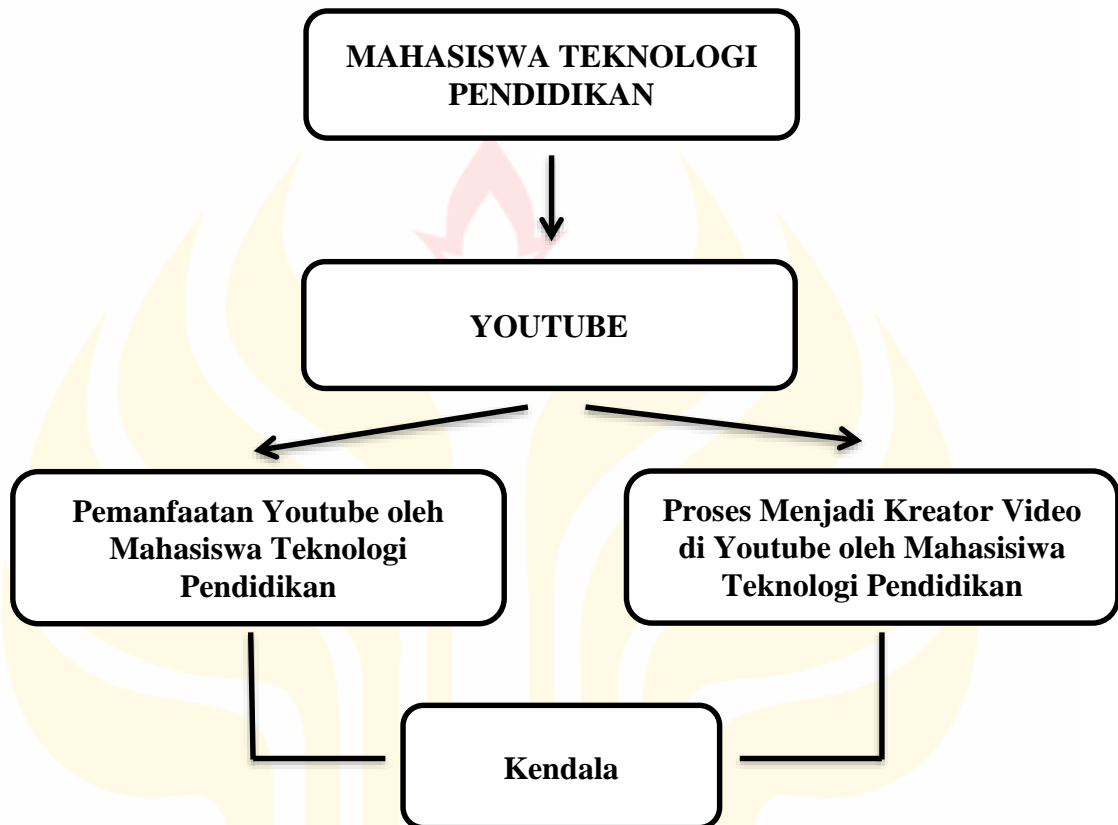 MAHASISWA TEKNOLOGI
PENDIDIKAN
YOUTUBE
Pemanfaatan Youtube oleh
Mahasiswa Teknologi
Pendidikan
Proses Menjadi Kreator Video
di Youtube oleh Mahasisiwa
Teknologi Pendidikan
Kendala